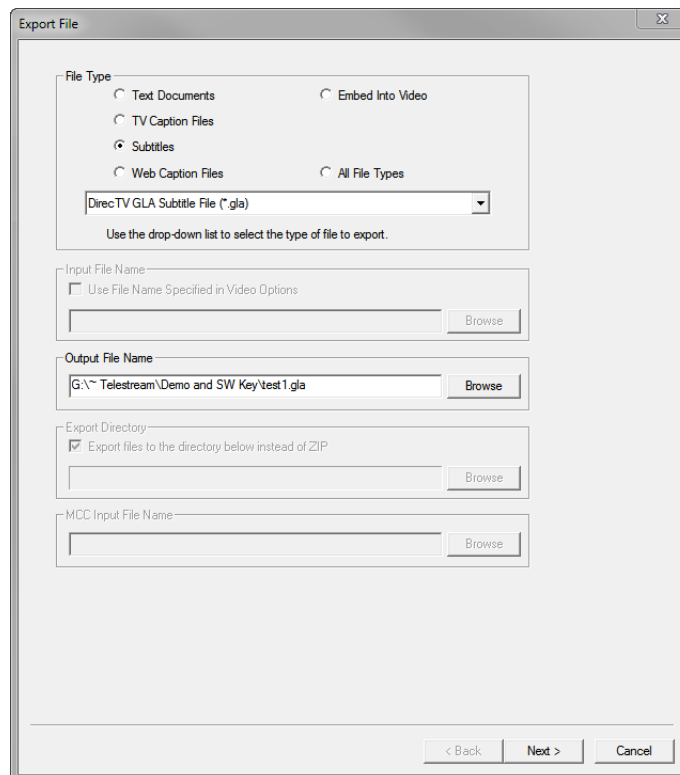 Export File
File Type
Text Documents
Embed Into Video
TV Caption Files
Subtitles
Web Caption Files
All File Types
DirecTV GLA Subtitle File (*.gla)
Use the drop-down list to select the type of file to export.
Input File Name
Use File Name Specified in Video Options
Browse
Output File Name
G:\~ Telestream\Demo and SW Key\test1.gla
Browse
Export Directory
Export files to the directory below instead of ZIP
Browse
MCC Input File Name
Browse
< Back
Next >
Cancel